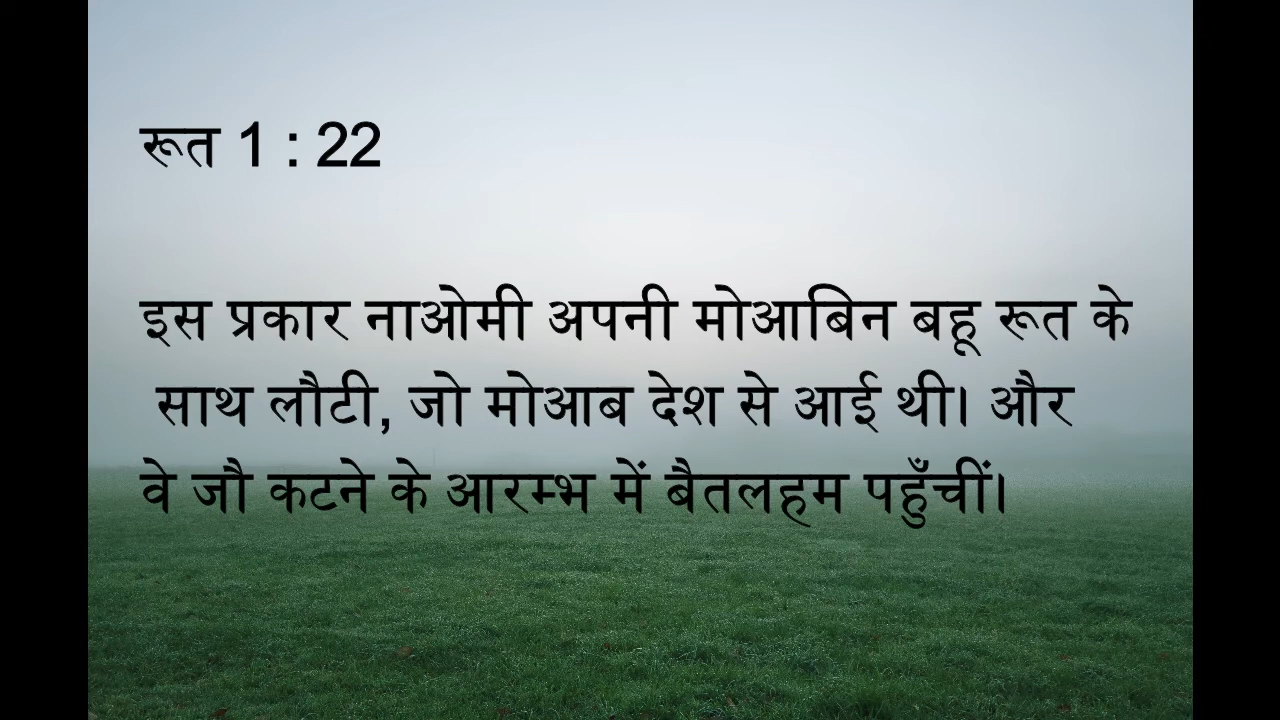 रूत 1 : 22
इस प्रकार नाओमी अपनी मोआबिन बहू रूत के
साथ लौटी, जो मोआब देश से आई थी। और
वे जौ कटने के आरम्भ में बैतलहम पहुँचीं।